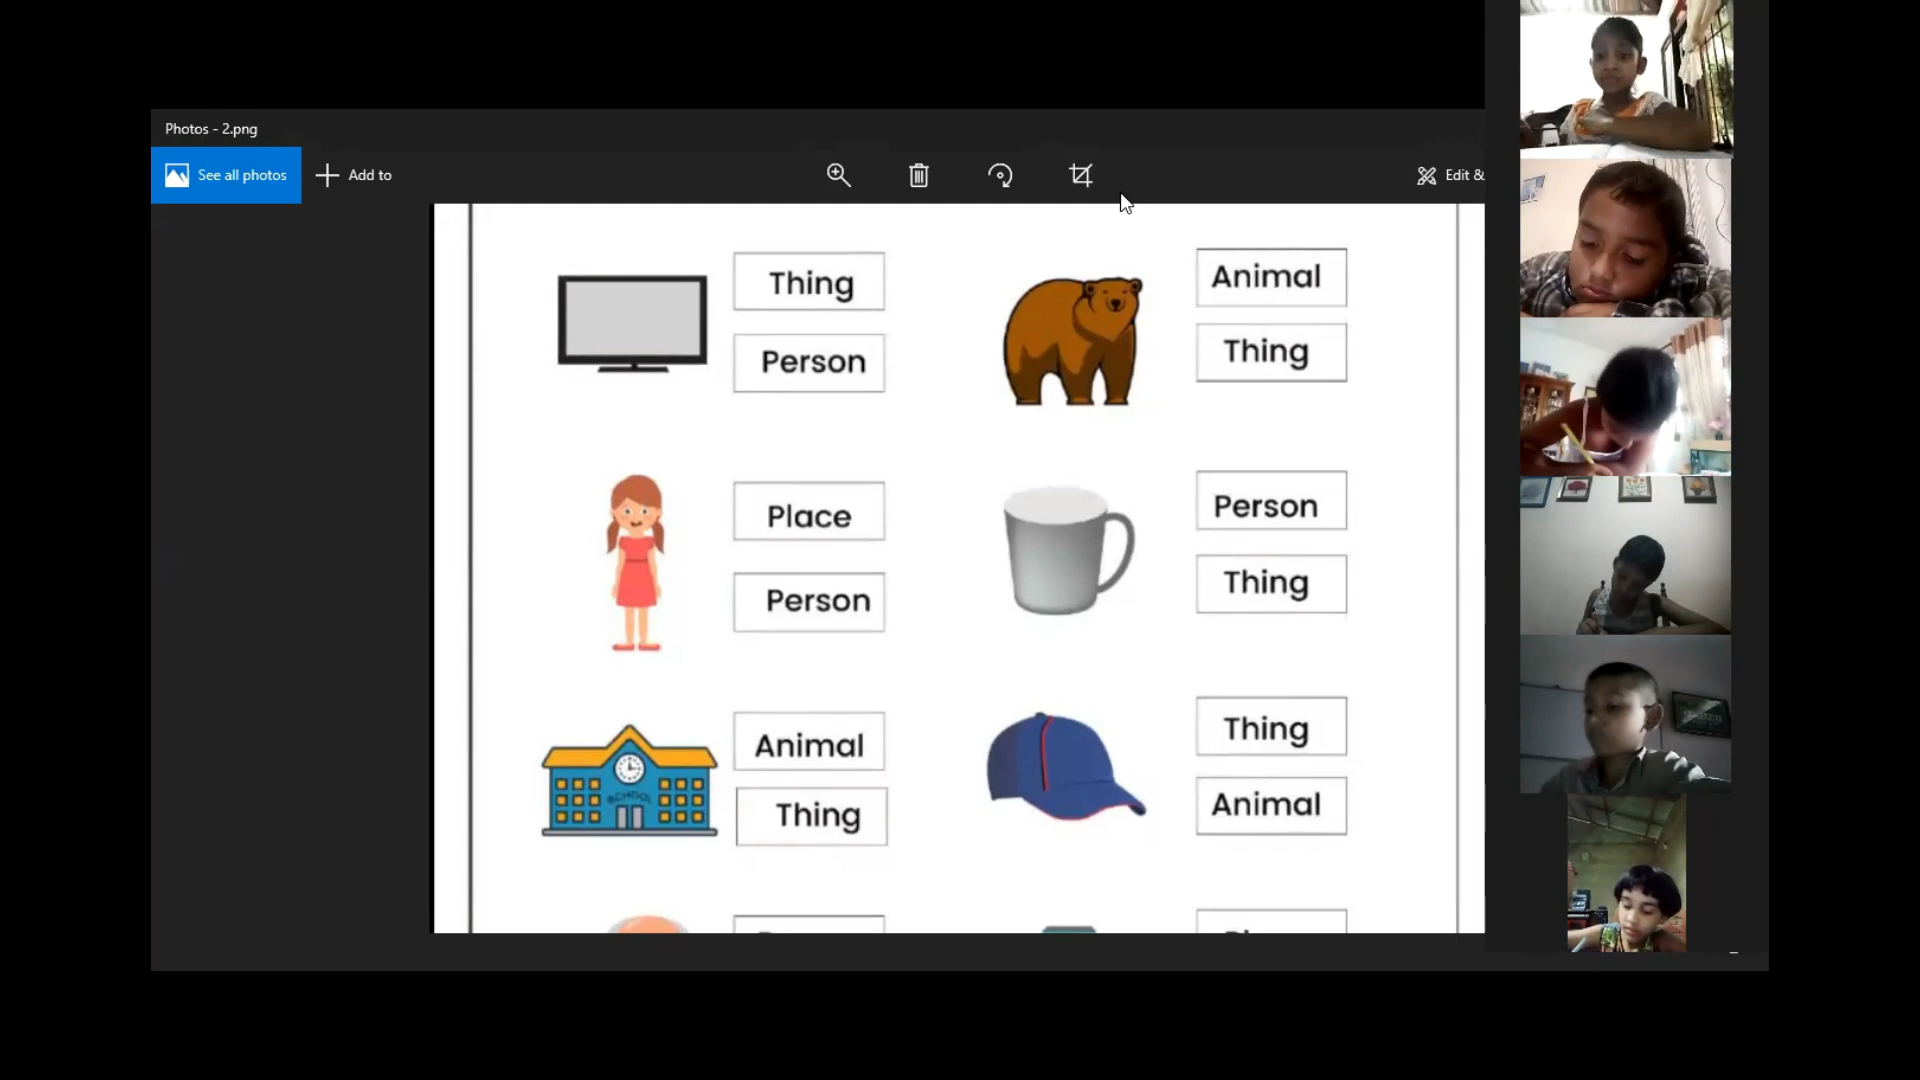 Photos - 2.png
See all photos
Add to
Edit &
Thing
Person
Animal
Thing
Place
Person
Person
Thing
SCHOOL
Animal
Thing
Thing
Animal